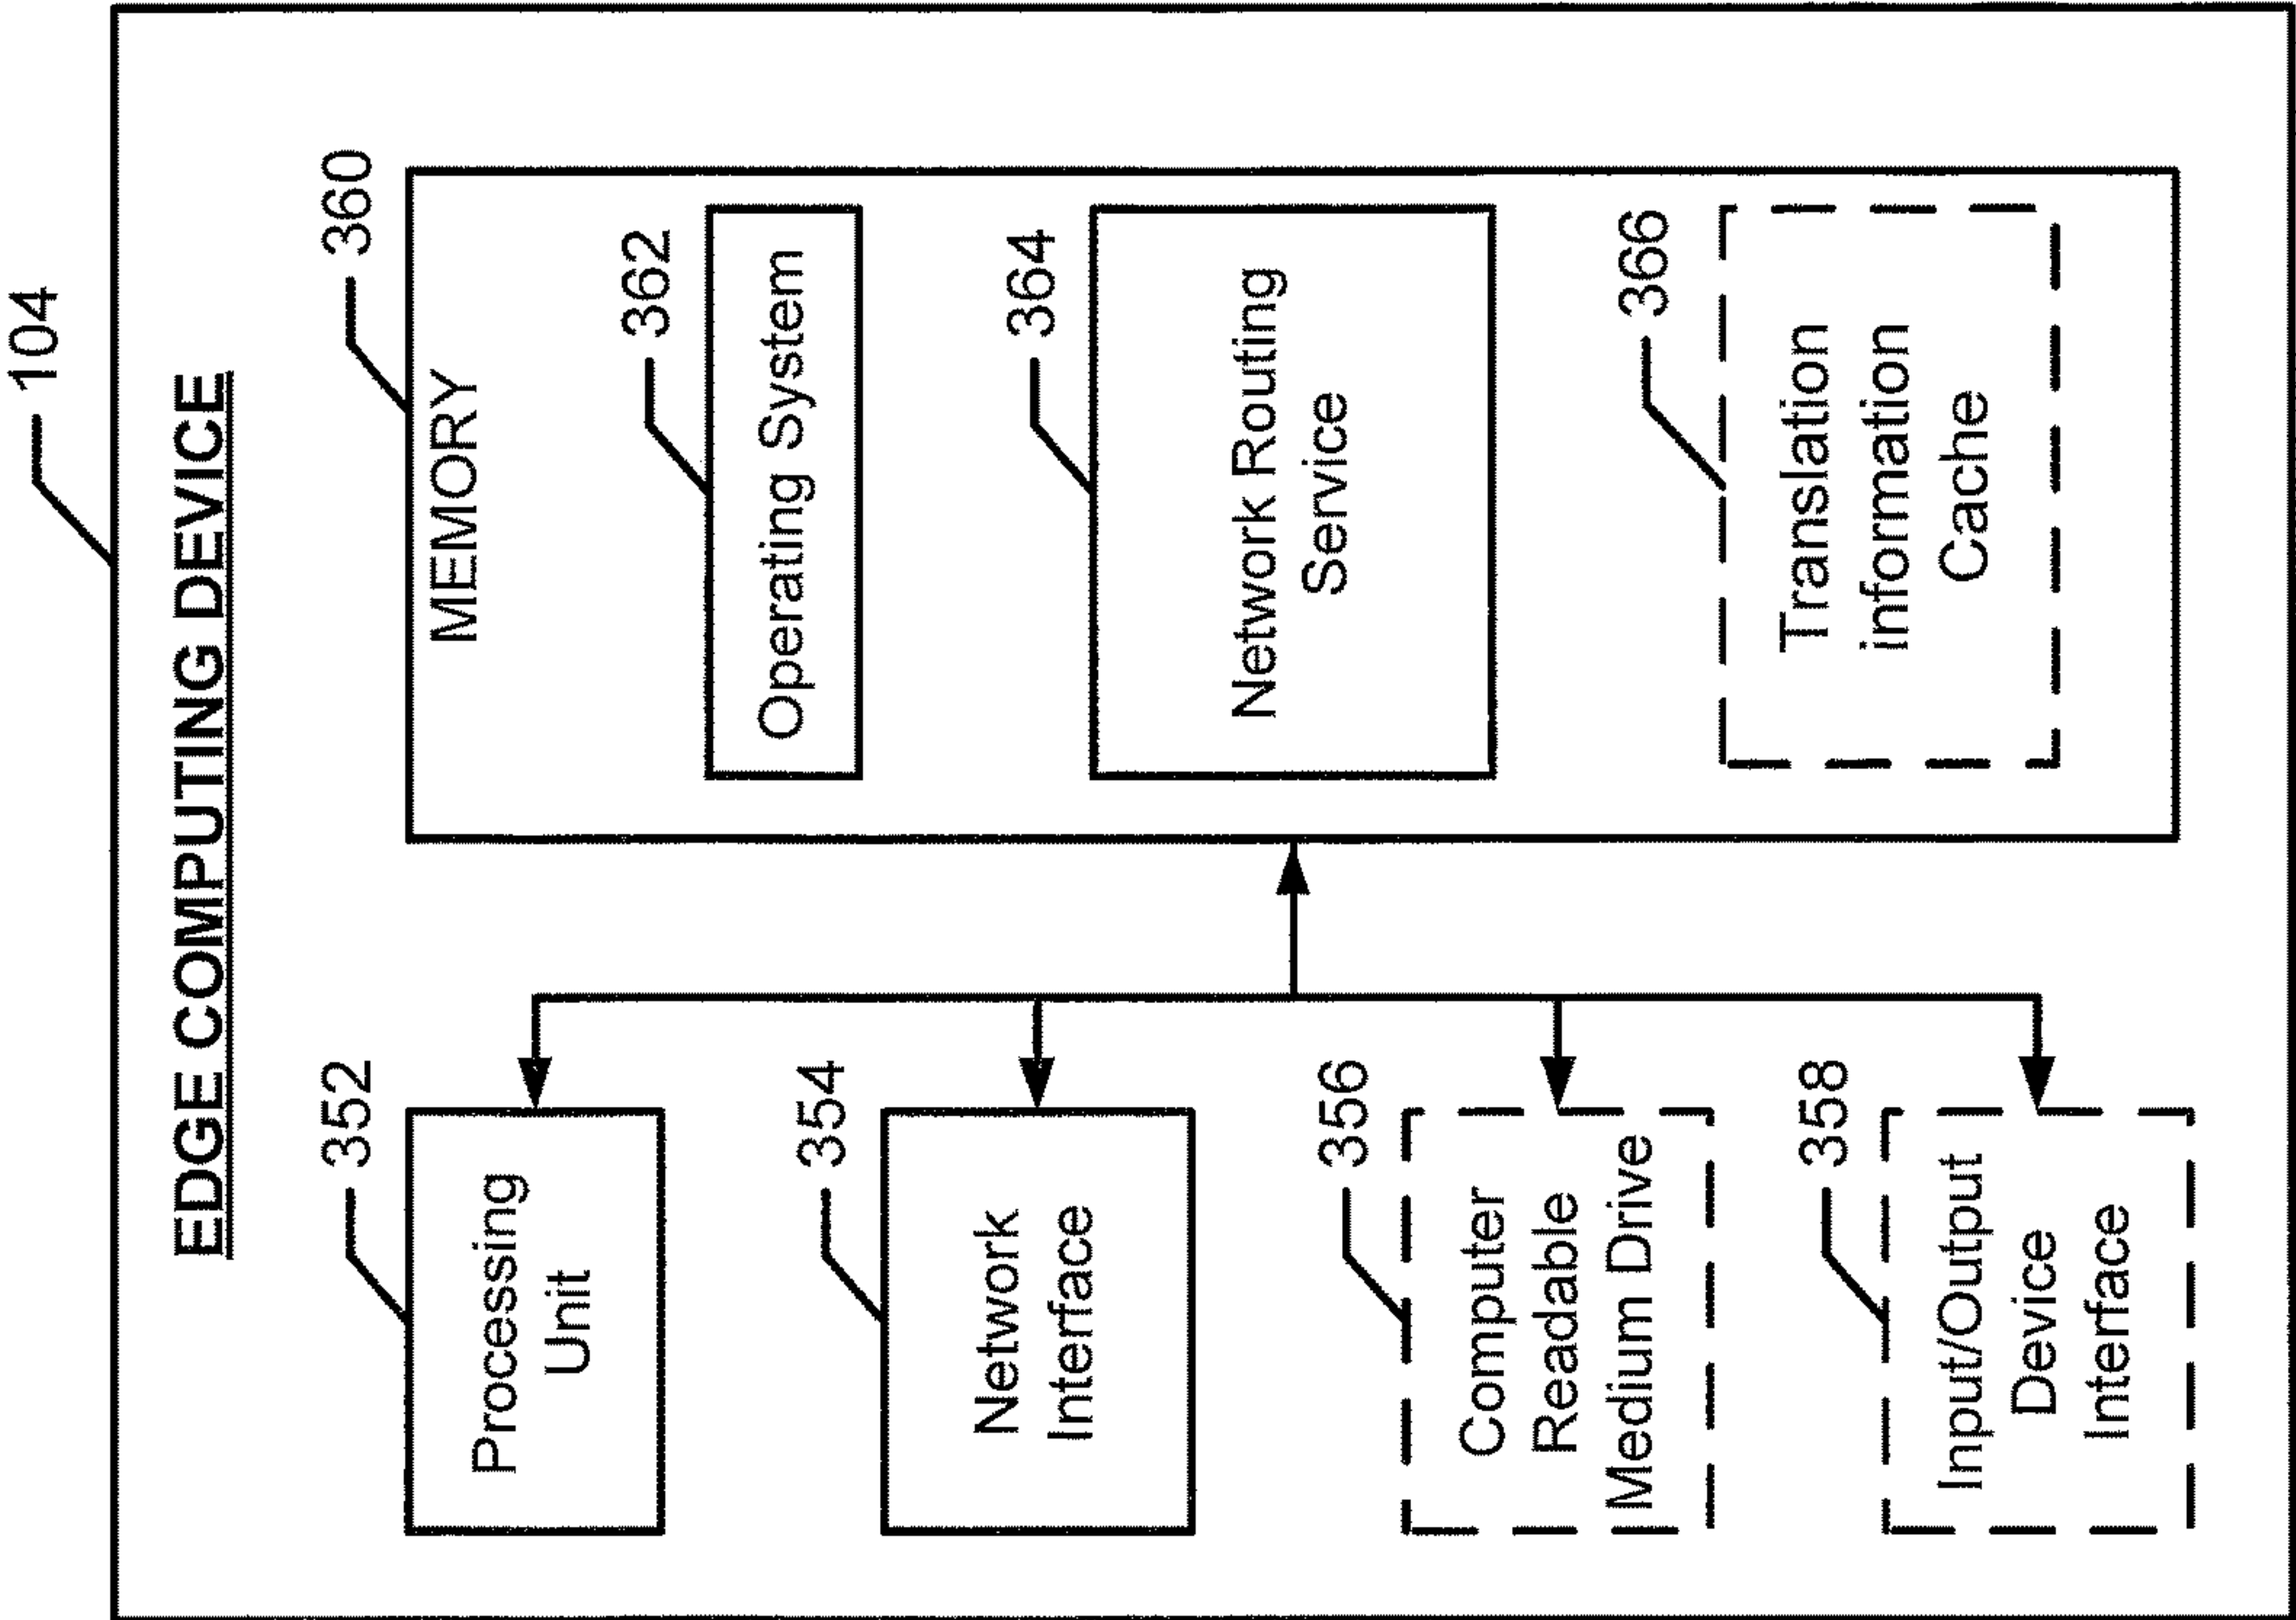 104
EDGE COMPUTING DEVICE
352
Processing
Unit
354
Network
Interface
356
Computer
Readable
Medium Drive
358
Input/Output
Device
Interface
360
MEMORY
362
Operating System
364
Network Routing
Service
366
Translation
information
Cache